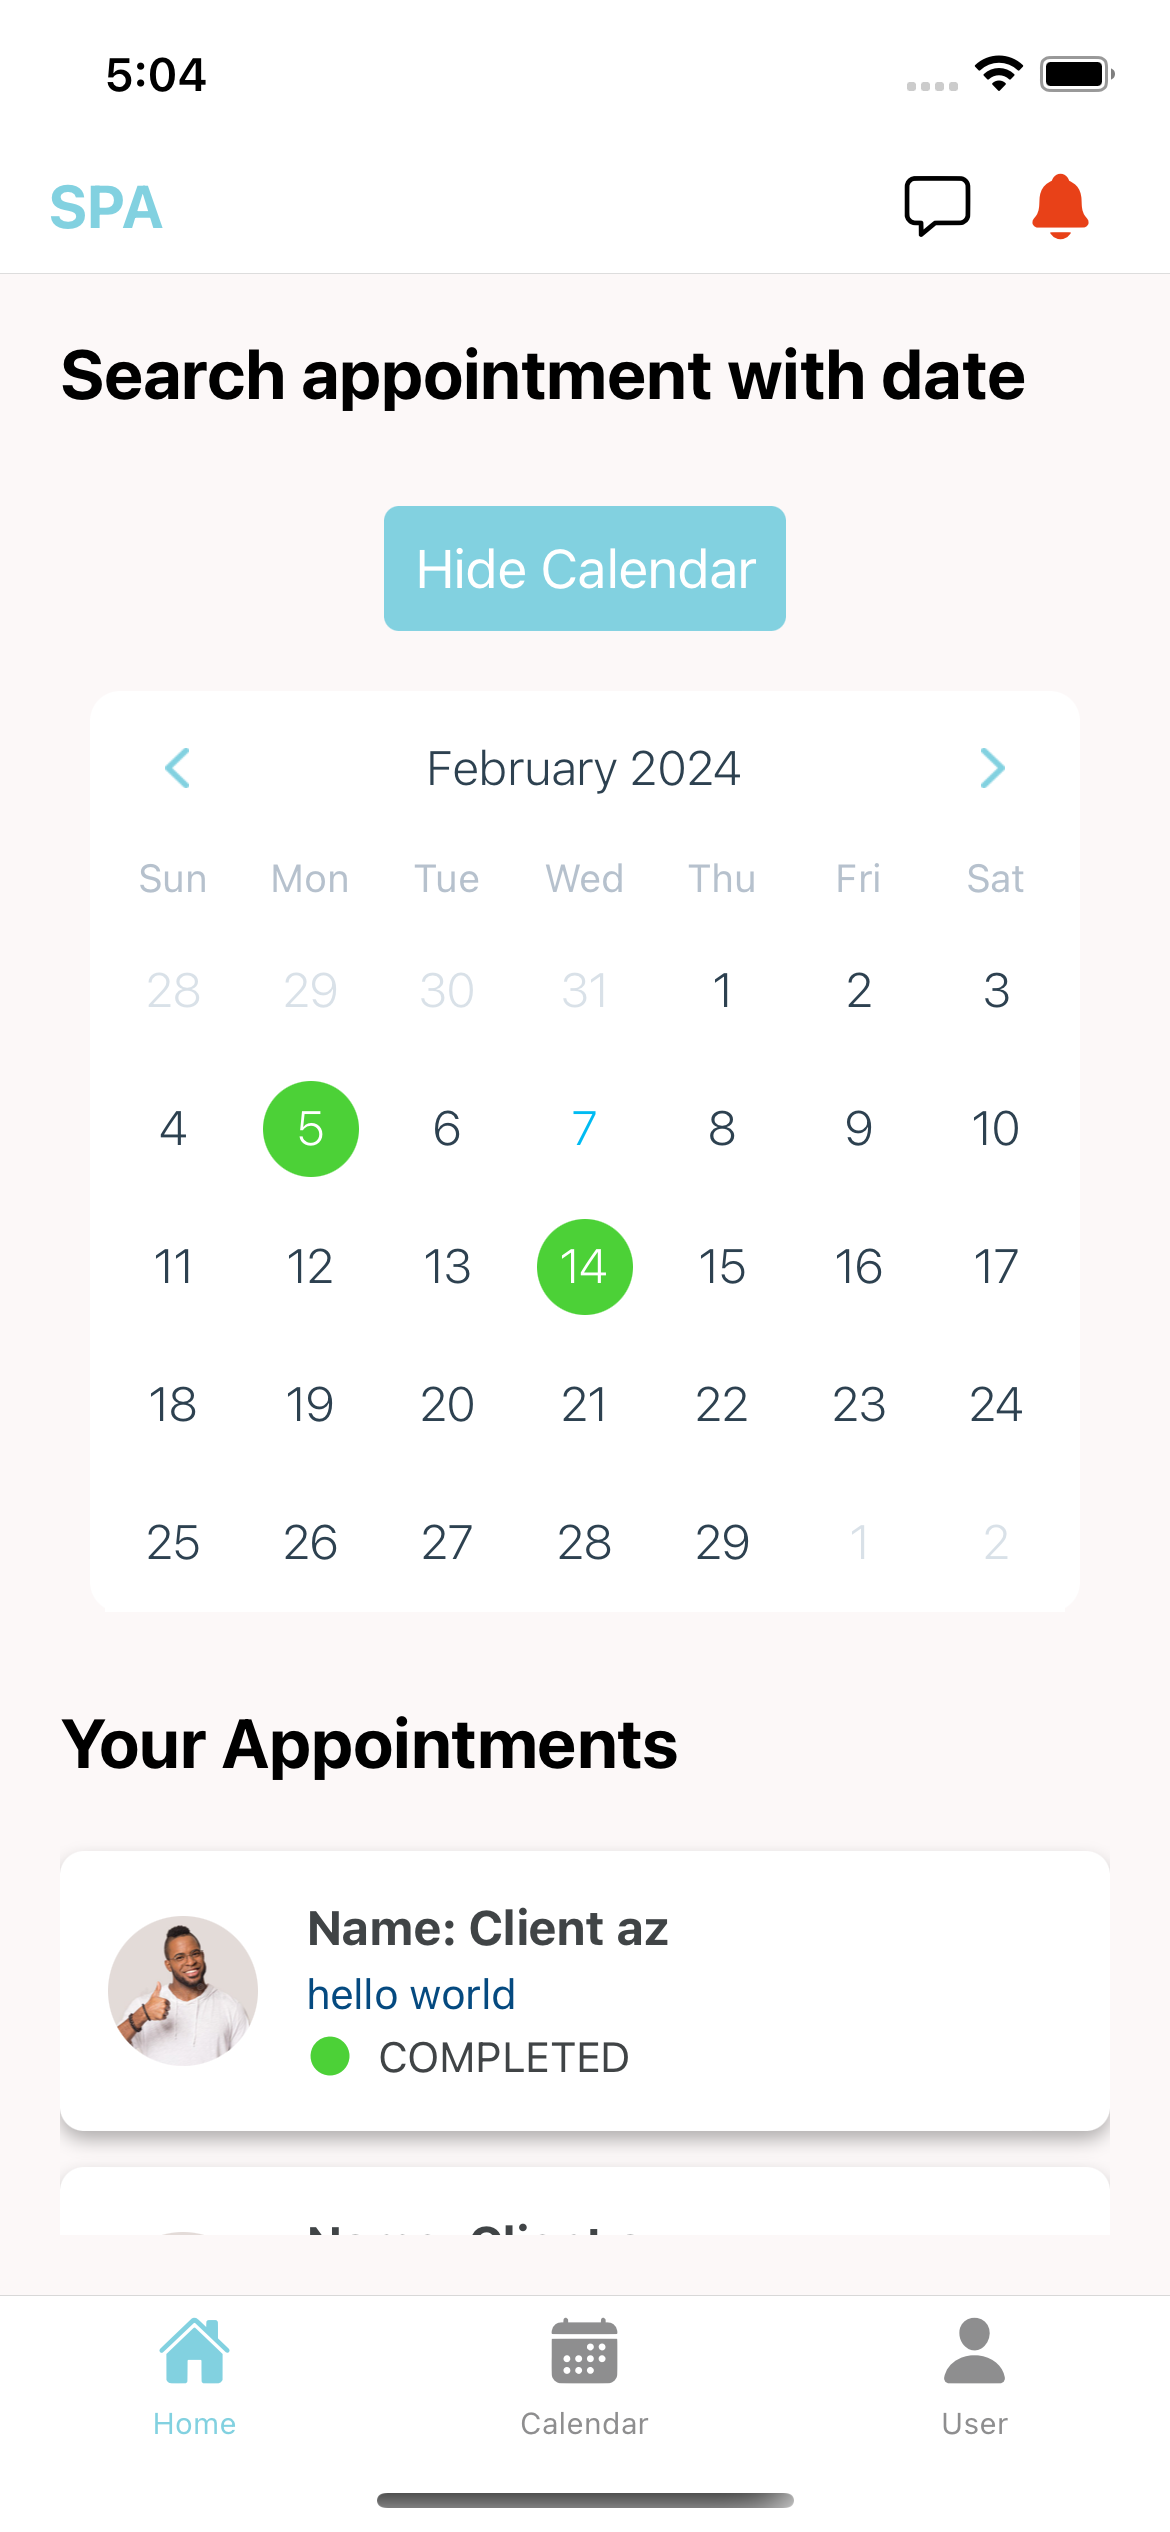 5:04
SPA
Search appointment with date
Hide Calendar
February 2024
Sun Mon Tue Wed Thu Fri Sat
28 29 30 31 1 2 3
4 5 6 7 8 9 10
11 12 13 14 15 16 17
18 19 20 21 22 23 24
25 26 27 28 29 1 2
Your Appointments
Name: Client az
hello world
COMPLETED
Name: Client
Home Calendar User